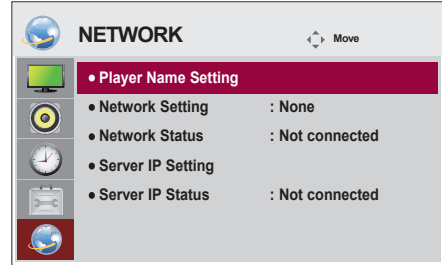 NETWORK
Move
• Player Name Setting
• Network Setting : None
• Network Status : Not connected
• Server IP Setting
• Server IP Status : Not connected